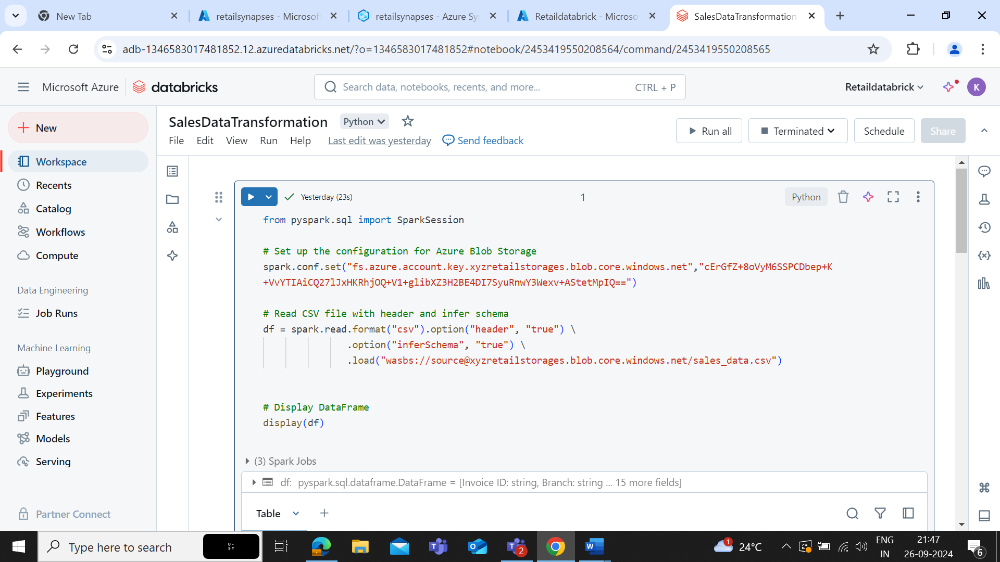 New Tab
retailsynapses - Microsof
retailsynapses - Azure Sy
Retaildatabrick - Microso
SalesDataTransformation
adb-1346583017481852.12.azuredatabricks.net/?o=1346583017481852#notebook/2453419550208564/command/2453419550208565
Microsoft Azure
databricks
Search data, notebooks, recents, and more...
CTRL + P
Retaildatabrick
K
New
Workspace
Recents
Catalog
Workflows
Compute
Data Engineering
Job Runs
Machine Learning
Playground
Experiments
Features
Models
Serving
Partner Connect
SalesDataTransformation
Python
File Edit View Run Help Last edit was yesterday Send feedback
Run all
Terminated
Schedule
Share
Yesterday (23s)
1
Python
from pyspark.sql import SparkSession
# Set up the configuration for Azure Blob Storage
spark.conf.set("fs.azure.account.key.xyzretailstorages.blob.core.windows.net","cErGfZ+8oVyM6SSPCDbep+K
+VvYTIAiCQ27lJxHKRhjOQ+V1+glibXZ3H2BE4DI7SyuRnwY3Wexv+AStetMpIQ==")
# Read CSV file with header and infer schema
df = spark.read.format("csv").option("header", "true") \
.option("inferSchema", "true") \
.load("wasbs://source@xyzretailstorages.blob.core.windows.net/sales_data.csv")
# Display DataFrame
display(df)
(3) Spark Jobs
df: pyspark.sql.dataframe.DataFrame = [Invoice ID: string, Branch: string ... 15 more fields]
Table
Type here to search
2
1
24°C
ENG
IN
21:47
26-09-2024
6